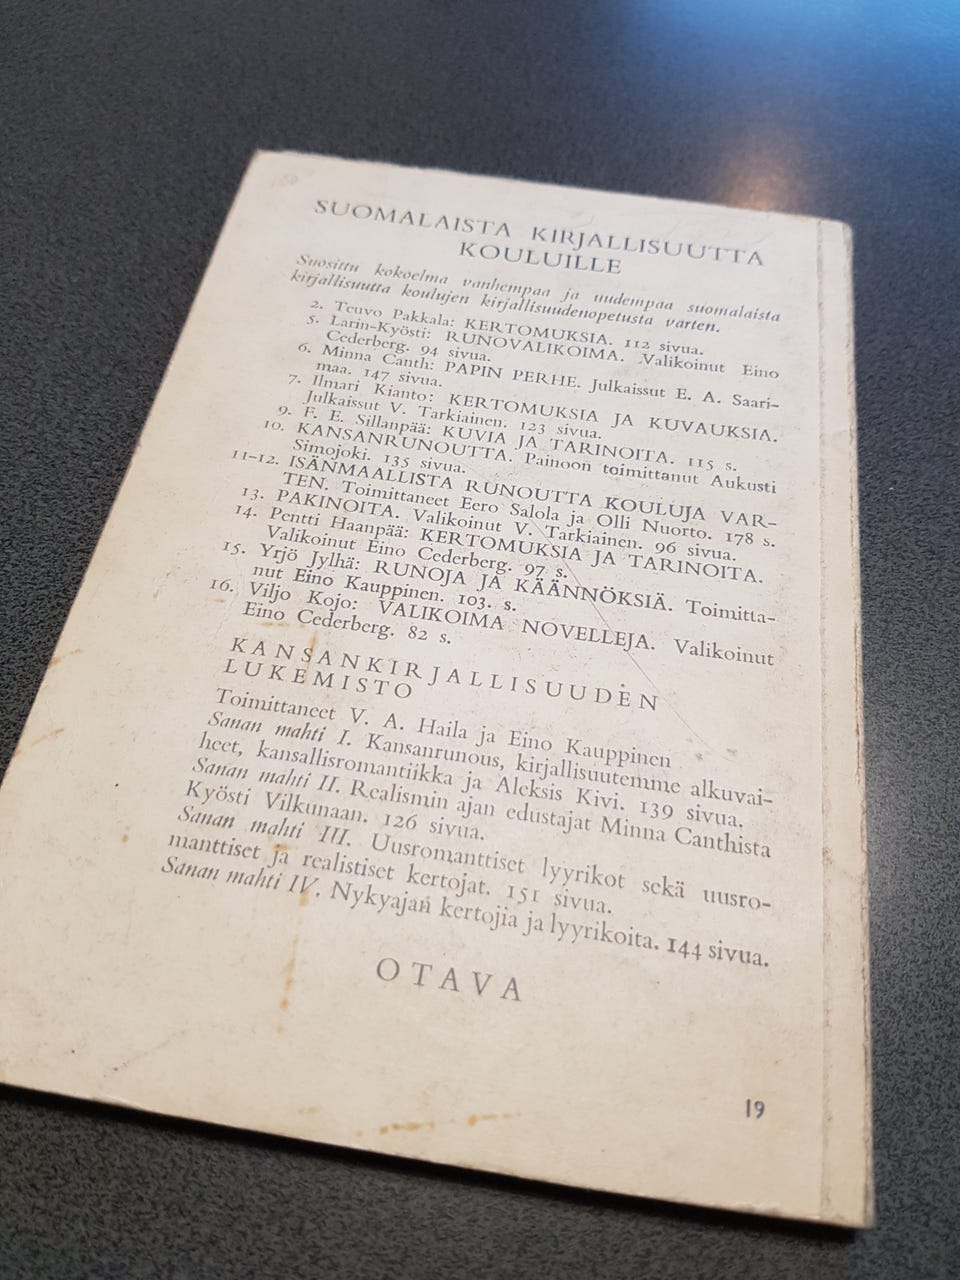 SUOMALAISTA KIRJALLISUUTTA
KOULUILLE
Suosittu kokoelma vanhempaa ja uudempaa suomalaista
kirjallisuutta koulujen kirjallisuudenopetusta varten.
2. Teuvo Pakkala: KERTOMUKSIA. 112 sivua.
5. Larin-Kyösti: RUNOVALIKOIMA. Valikoinut Eino
Cederberg. 94 sivua.
6. Minna Canth: PAPIN PERHE. Julkaissut E. A. Saari-
maa. 147 sivua.
7. Ilmari Kianto: KERTOMUKSIA JA KUVAUKSIA.
Julkaissut V. Tarkiainen. 123 sivua.
9. F. E. Sillanpää: KUVIA JA TARINOITA. 115 s.
10. KANSANRUNOUTTA. Painoon toimittanut Aukusti
Simojoki. 135 sivua.
11–12. ISÄNMAALLISTA RUNOUTTA KOULUJA VAR-
TEN. Toimittaneet Eero Salola ja Olli Nuorto. 178 s.
13. PAKINOITA. Valikoinut V. Tarkiainen. 96 sivua.
14. Pentti Haanpää: KERTOMUKSIA JA TARINOITA.
Valikoinut Eino Cederberg. 97 s.
15. Yrjö Jylhä: RUNOJA JA KÄÄNNÖKSIÄ. Toimitta-
nut Eino Kauppinen. 103. s.
16. Viljo Kojo: VALIKOIMA NOVELLEJA. Valikoinut
Eino Cederberg. 82 s.
KANSANKIRJALLISUUDEN
LUKEMISTO
Toimittaneet V. A. Haila ja Eino Kauppinen
Sanan mahti I. Kansanrunous, kirjallisuutemme alkuvai-
heet, kansallisromantiikka ja Aleksis Kivi. 139 sivua.
Sanan mahti II. Realismin ajan edustajat Minna Canthista
Kyösti Vilkunaan. 126 sivua.
Sanan mahti III. Uusromanttiset lyyrikot sekä uusro-
manttiset ja realistiset kertojat. 151 sivua.
Sanan mahti IV. Nykyajan kertojia ja lyyrikoita. 144 sivua.
OTAVA
19